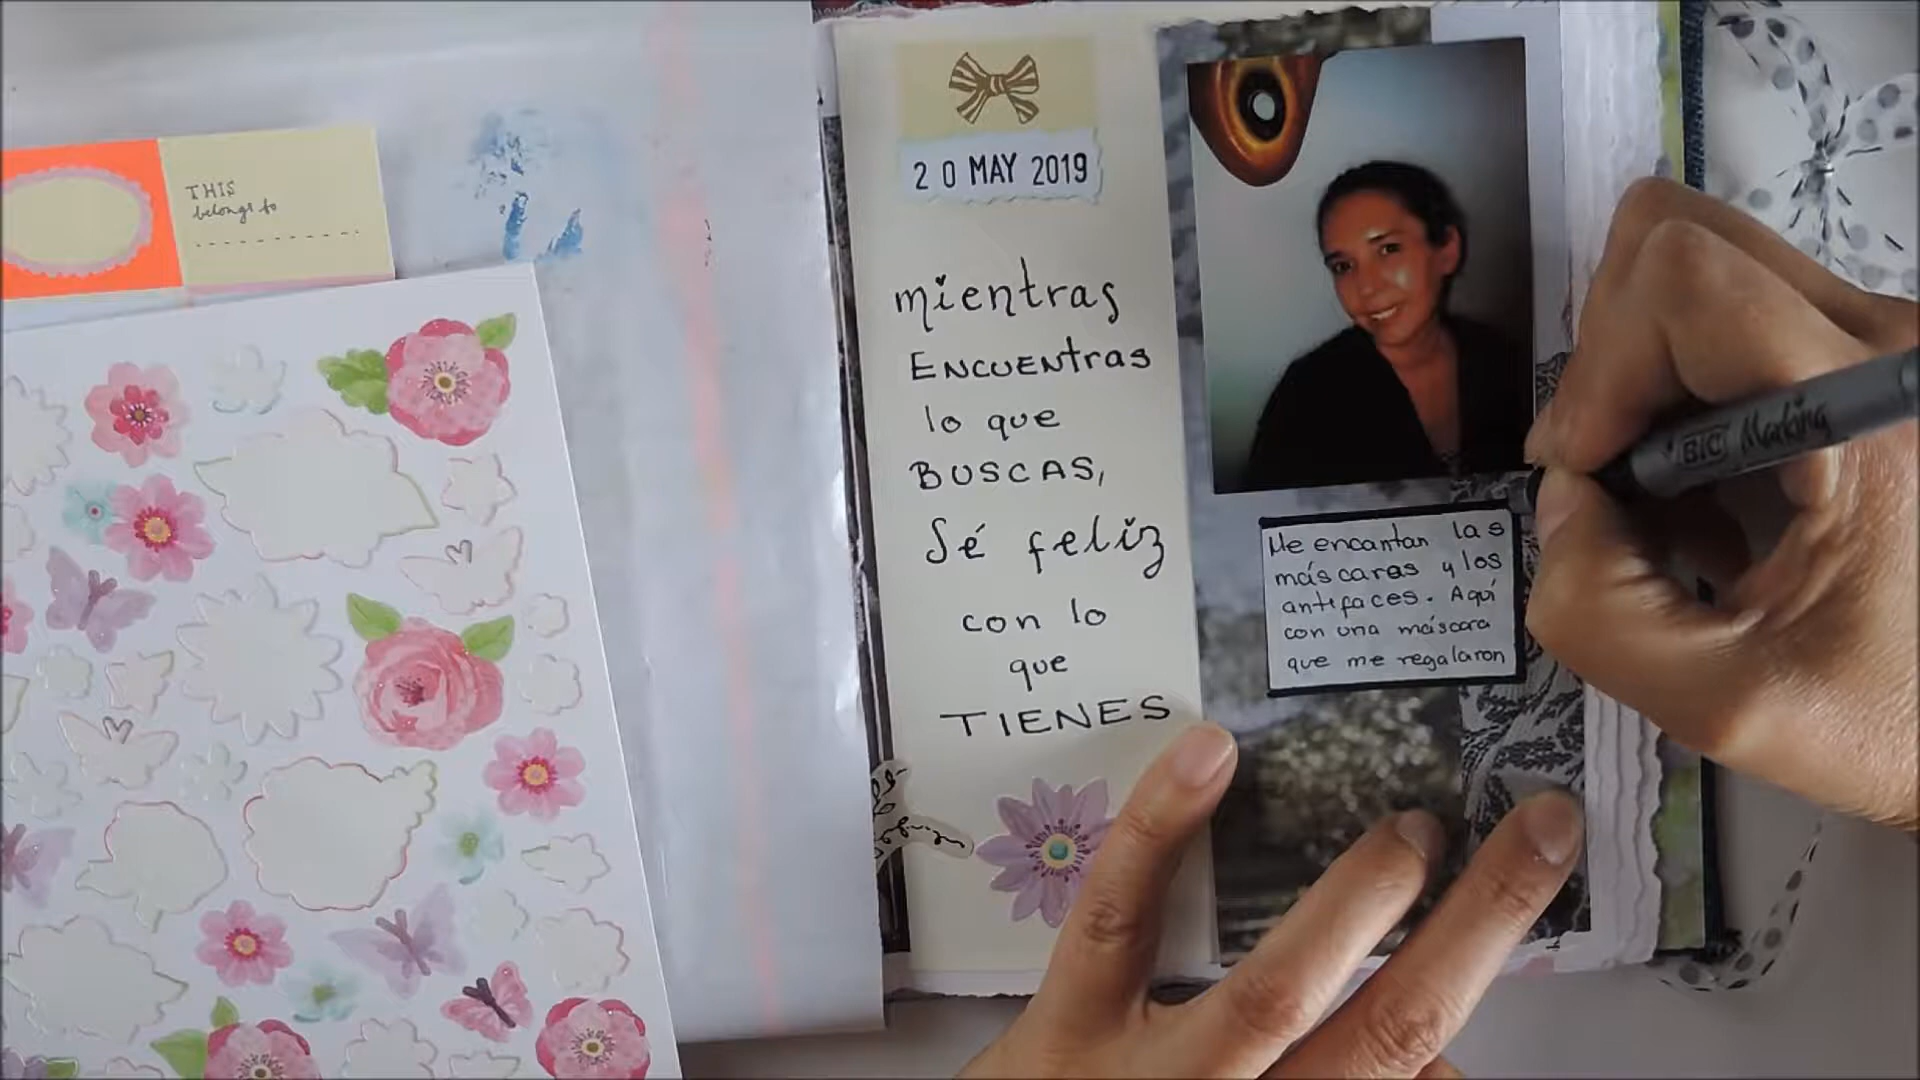 THIS
belongs to
20 MAY 2019
mientras
ENCUENtras
lo que
BUSCAS,
Sé feliz
con lo
que
TIENES
Me encantan las
máscaras y los
antifaces. Aquí
con una máscara
que me regalaron
BIC Marking